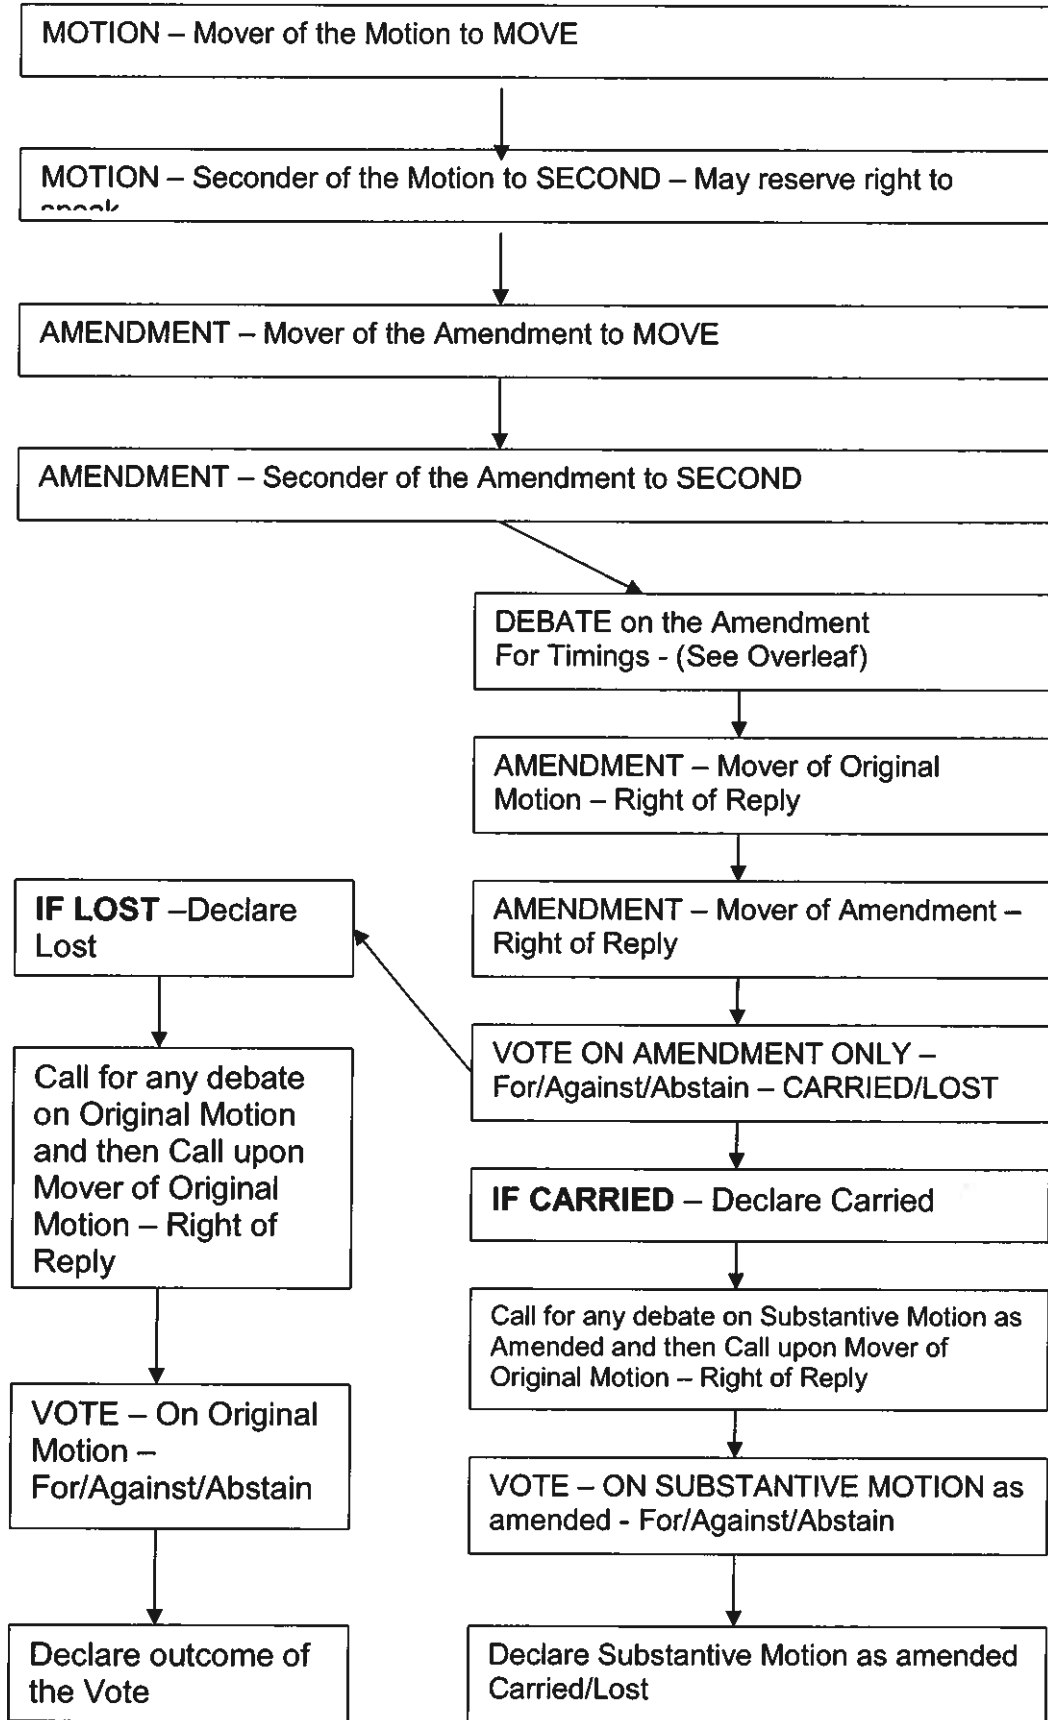 MOTION – Mover of the Motion to MOVE
MOTION – Seconder of the Motion to SECOND – May reserve right to
speak
AMENDMENT – Mover of the Amendment to MOVE
AMENDMENT – Seconder of the Amendment to SECOND
DEBATE on the Amendment
For Timings - (See Overleaf)
AMENDMENT – Mover of Original
Motion – Right of Reply
AMENDMENT – Mover of Amendment –
Right of Reply
VOTE ON AMENDMENT ONLY –
For/Against/Abstain – CARRIED/LOST
IF LOST –Declare
Lost
Call for any debate
on Original Motion
and then Call upon
Mover of Original
Motion – Right of
Reply
VOTE – On Original
Motion –
For/Against/Abstain
Declare outcome of
the Vote
IF CARRIED – Declare Carried
Call for any debate on Substantive Motion as
Amended and then Call upon Mover of
Original Motion – Right of Reply
VOTE – ON SUBSTANTIVE MOTION as
amended - For/Against/Abstain
Declare Substantive Motion as amended
Carried/Lost